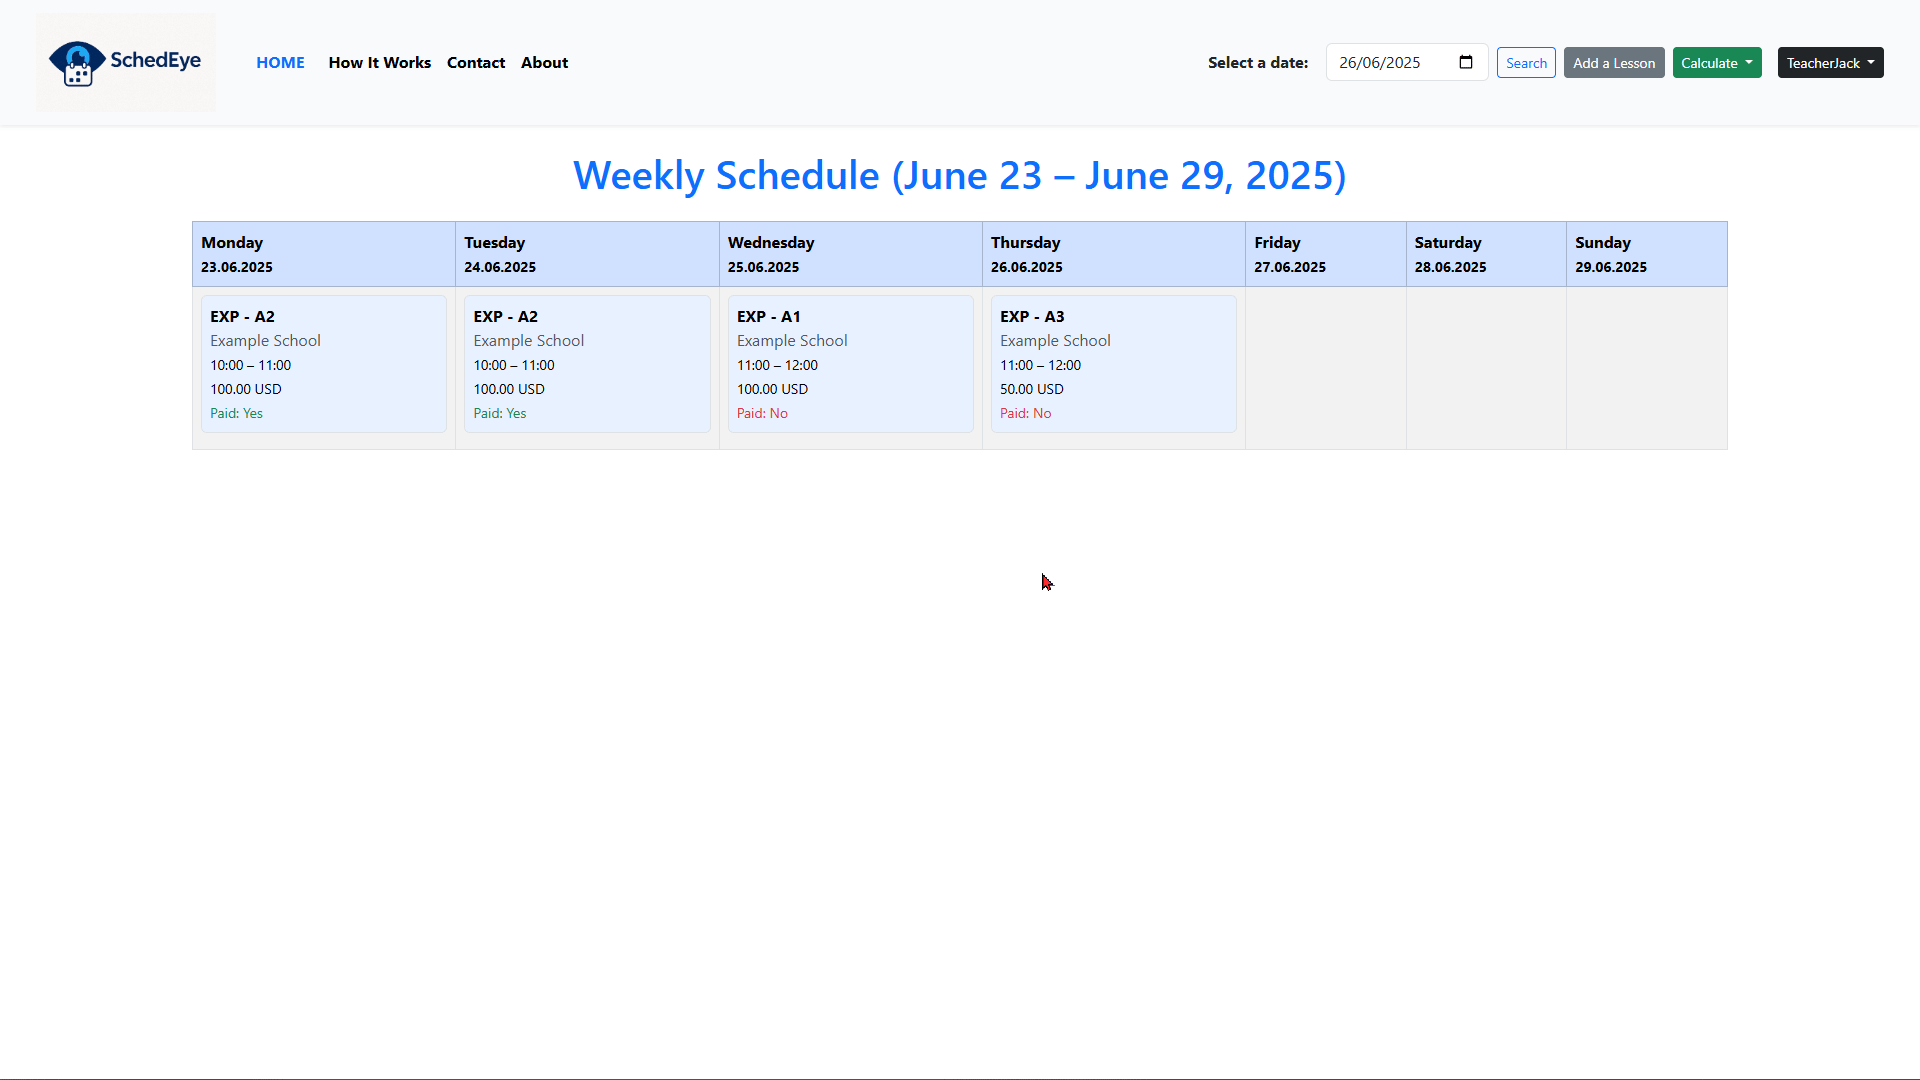 SchedEye
HOME How It Works Contact About
Select a date: 26/06/2025 Search Add a Lesson Calculate TeacherJack
Weekly Schedule (June 23 – June 29, 2025)
Monday
23.06.2025
Tuesday
24.06.2025
Wednesday
25.06.2025
Thursday
26.06.2025
Friday
27.06.2025
Saturday
28.06.2025
Sunday
29.06.2025
EXP - A2
Example School
10:00 – 11:00
100.00 USD
Paid: Yes
EXP - A2
Example School
10:00 – 11:00
100.00 USD
Paid: Yes
EXP - A1
Example School
11:00 – 12:00
100.00 USD
Paid: No
EXP - A3
Example School
11:00 – 12:00
50.00 USD
Paid: No